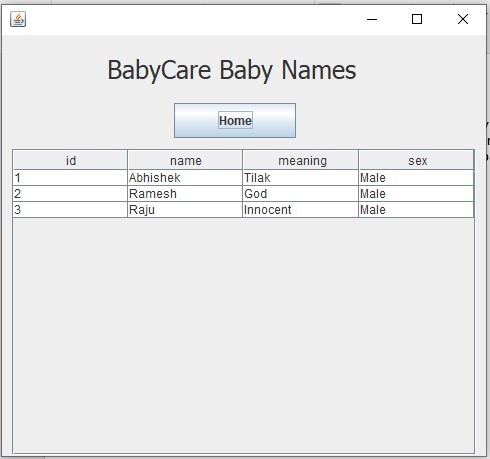 BabyCare Baby Names
Home
id name meaning sex
1 Abhishek Tilak Male
2 Ramesh God Male
3 Raju Innocent Male